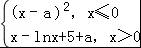 (x-a)², x≤0
x-lnx+5+a, x>0